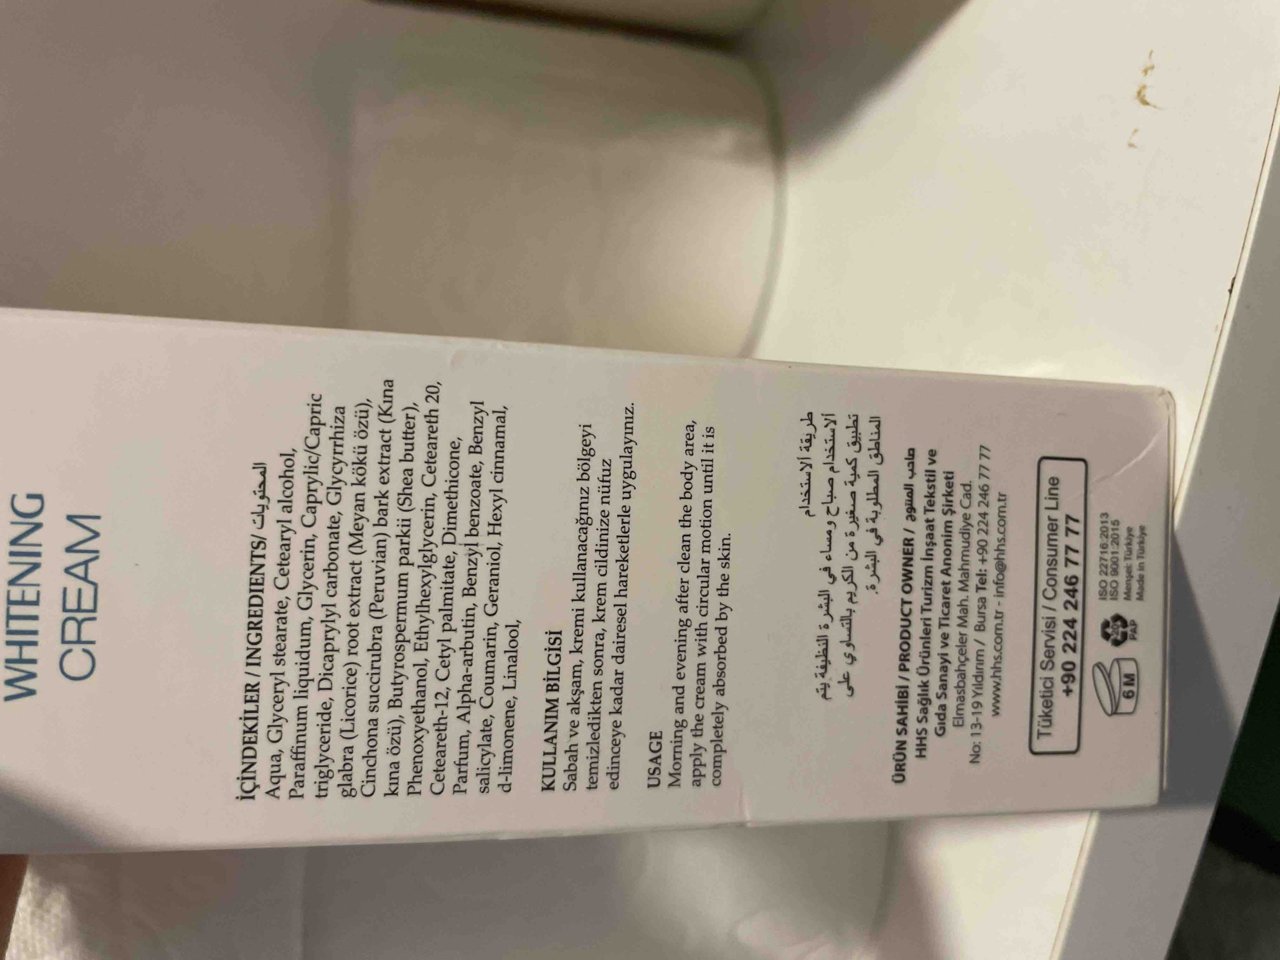 WHITENING
CREAM
İÇİNDEKİLER / INGREDIENTS/ المحتويات
Aqua, Glyceryl stearate, Cetearyl alcohol,
Paraffinum liquidum, Glycerin, Caprylic/Capric
triglyceride, Dicaprylyl carbonate, Glycyrrhiza
glabra (Licorice) root extract (Meyan kökü özü),
Cinchona succirubra (Peruvian) bark extract (Kına
kına özü), Butyrospermum parkii (Shea butter),
Phenoxyethanol, Ethylhexylglycerin, Ceteareth 20,
Ceteareth-12, Cetyl palmitate, Dimethicone,
Parfum, Alpha-arbutin, Benzyl benzoate, Benzyl
salicylate, Coumarin, Geraniol, Hexyl cinnamal,
d-limonene, Linalool,
KULLANIM BİLGİSİ
Sabah ve akşam, kremi kullanacağınız bölgeyi
temizledikten sonra, krem cildinize nüfuz
edinceye kadar dairesel hareketlerle uygulayınız.
USAGE
Morning and evening after clean the body area,
apply the cream with circular motion until it is
completely absorbed by the skin.
طريقة ألاستخدام
ألاستخدام صباح و مساء في البشرة النظيفة يتم
تطبيق كمية صغيرة من الكريم بالتساوي على
المناطق المطلوبة في البشرة.
ÜRÜN SAHİBİ / PRODUCT OWNER / صاحب المنتوج
HHS Sağlık Ürünleri Turizm İnşaat Tekstil ve
Gıda Sanayi ve Ticaret Anonim Şirketi
Elmasbahçeler Mah. Mahmudiye Cad.
No: 13-19 Yıldırım / Bursa Tel: +90 224 246 77 77
www.hhs.com.tr - info@hhs.com.tr
Tüketici Servisi / Consumer Line
+90 224 246 77 77
6 M
PAP
ISO 22716:2013
ISO 9001:2015
Menşei: Türkiye
Made in Türkiye